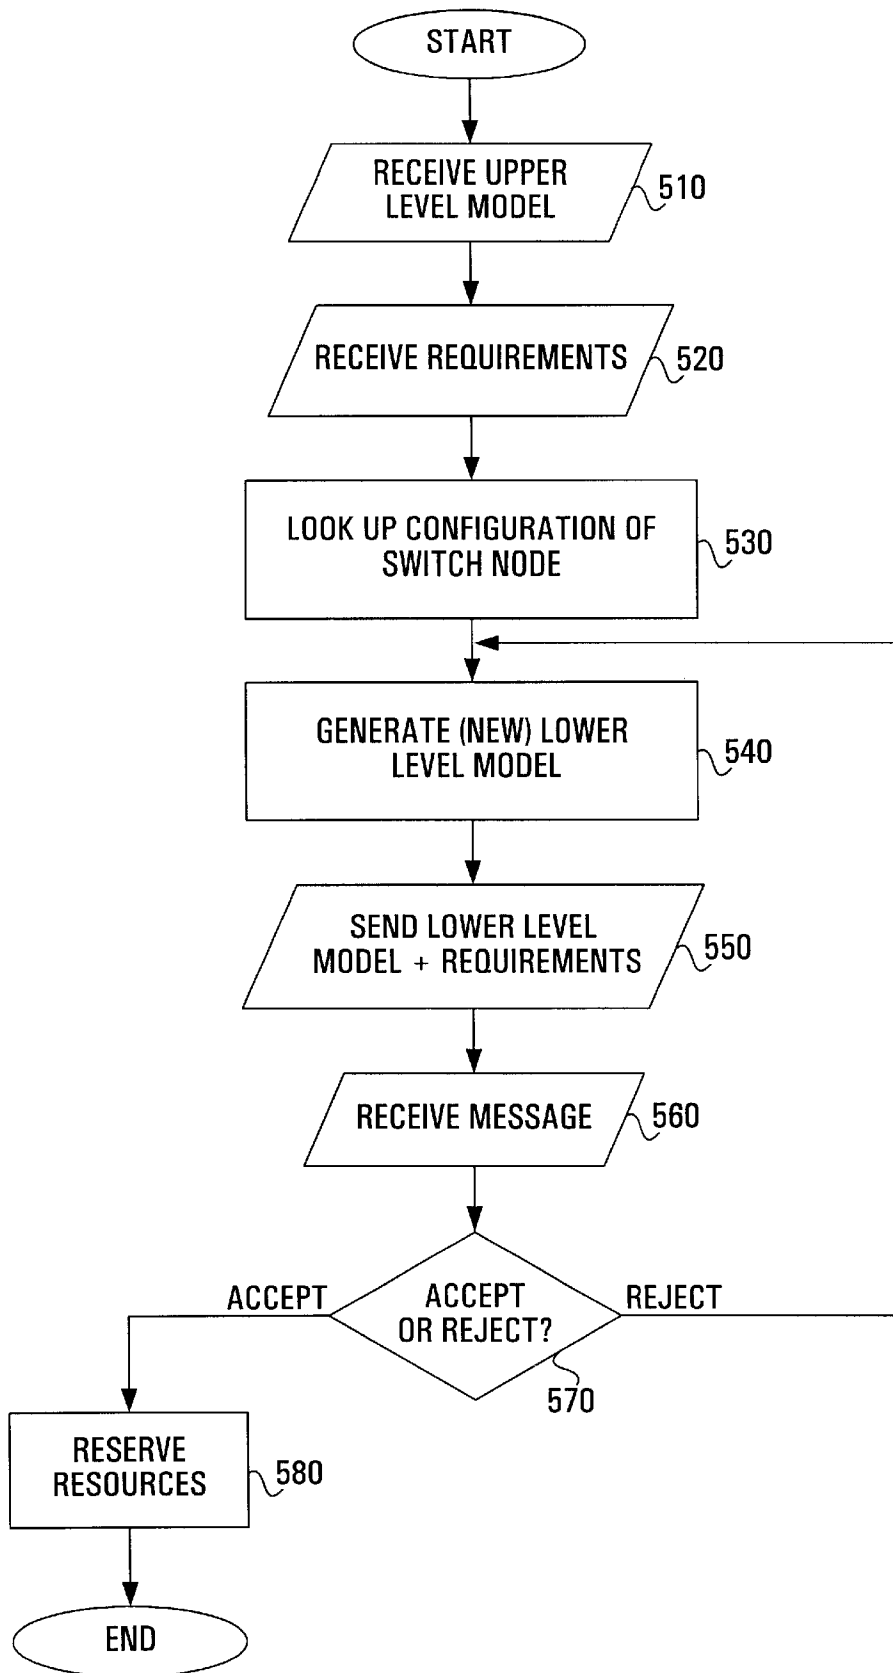 START
RECEIVE UPPER
LEVEL MODEL
510
RECEIVE REQUIREMENTS
520
LOOK UP CONFIGURATION OF
SWITCH NODE
530
GENERATE (NEW) LOWER
LEVEL MODEL
540
SEND LOWER LEVEL
MODEL + REQUIREMENTS
550
RECEIVE MESSAGE
560
ACCEPT
ACCEPT
OR REJECT?
REJECT
570
RESERVE
RESOURCES
580
END